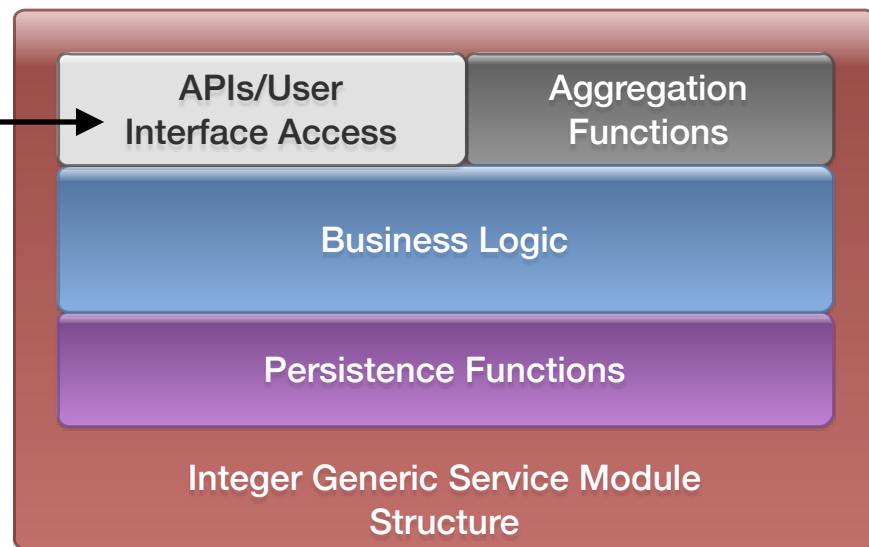 APIs/User
Interface Access
Aggregation
Functions
Business Logic
Persistence Functions
Integer Generic Service Module
Structure